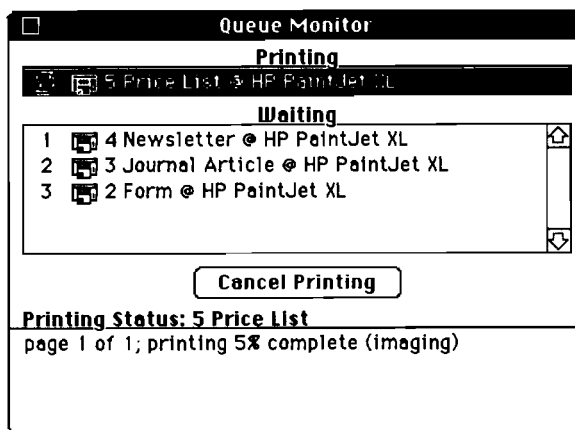 Queue Monitor
Printing
5 Price List @ HP PaintJet XL
Waiting
1 4 Newsletter @ HP PaintJet XL
2 3 Journal Article @ HP PaintJet XL
3 2 Form @ HP PaintJet XL
Cancel Printing
Printing Status: 5 Price List
page 1 of 1; printing 5% complete (imaging)